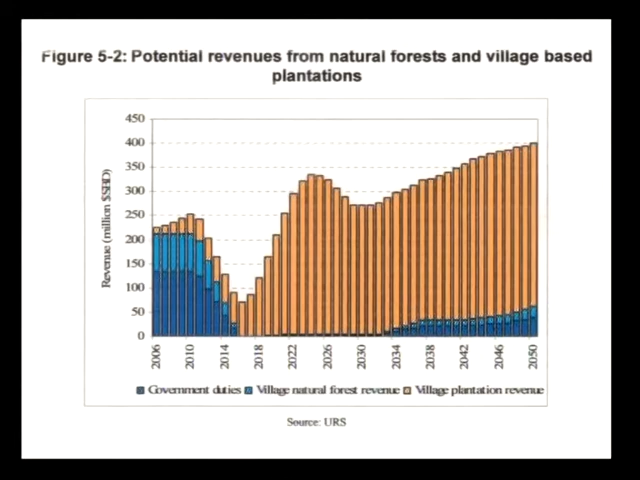 Figure 5-2: Potential revenues from natural forests and village based
plantations
Revenue (million $SBD)
450
400
350
300
250
200
150
100
50
0
2006 2010 2014 2018 2022 2026 2030 2034 2038 2042 2046 2050
Government duties Village natural forest revenue Village plantation revenue
Source: URS